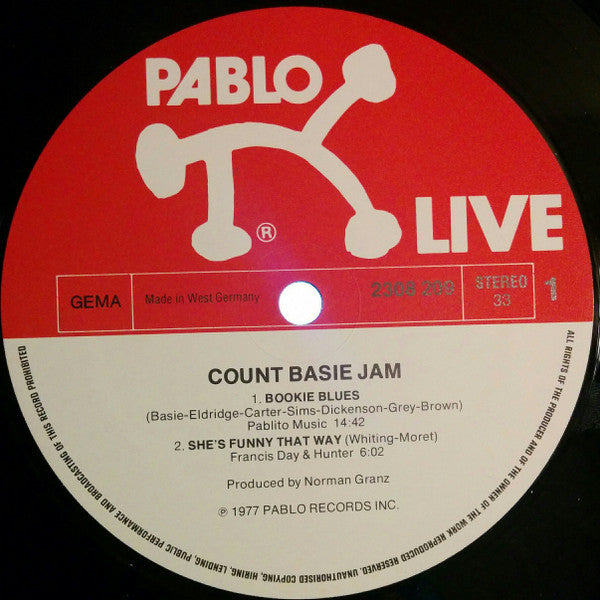 PABLO
® LIVE
GEMA Made in West Germany 2308 209 STEREO 33 1
COUNT BASIE JAM
1. BOOKIE BLUES
(Basie-Eldridge-Carter-Sims-Dickenson-Grey-Brown)
Pablito Music 14:42
2. SHE'S FUNNY THAT WAY (Whiting-Moret)
Francis Day & Hunter 6:02
Produced by Norman Granz
℗ 1977 PABLO RECORDS INC.
ALL RIGHTS OF THE PRODUCER AND OF THE OWNER OF THE WORK REPRODUCED RESERVED. UNAUTHORISED COPYING, HIRING, LENDING, PUBLIC PERFORMANCE AND BROADCASTING OF THIS RECORD PROHIBITED